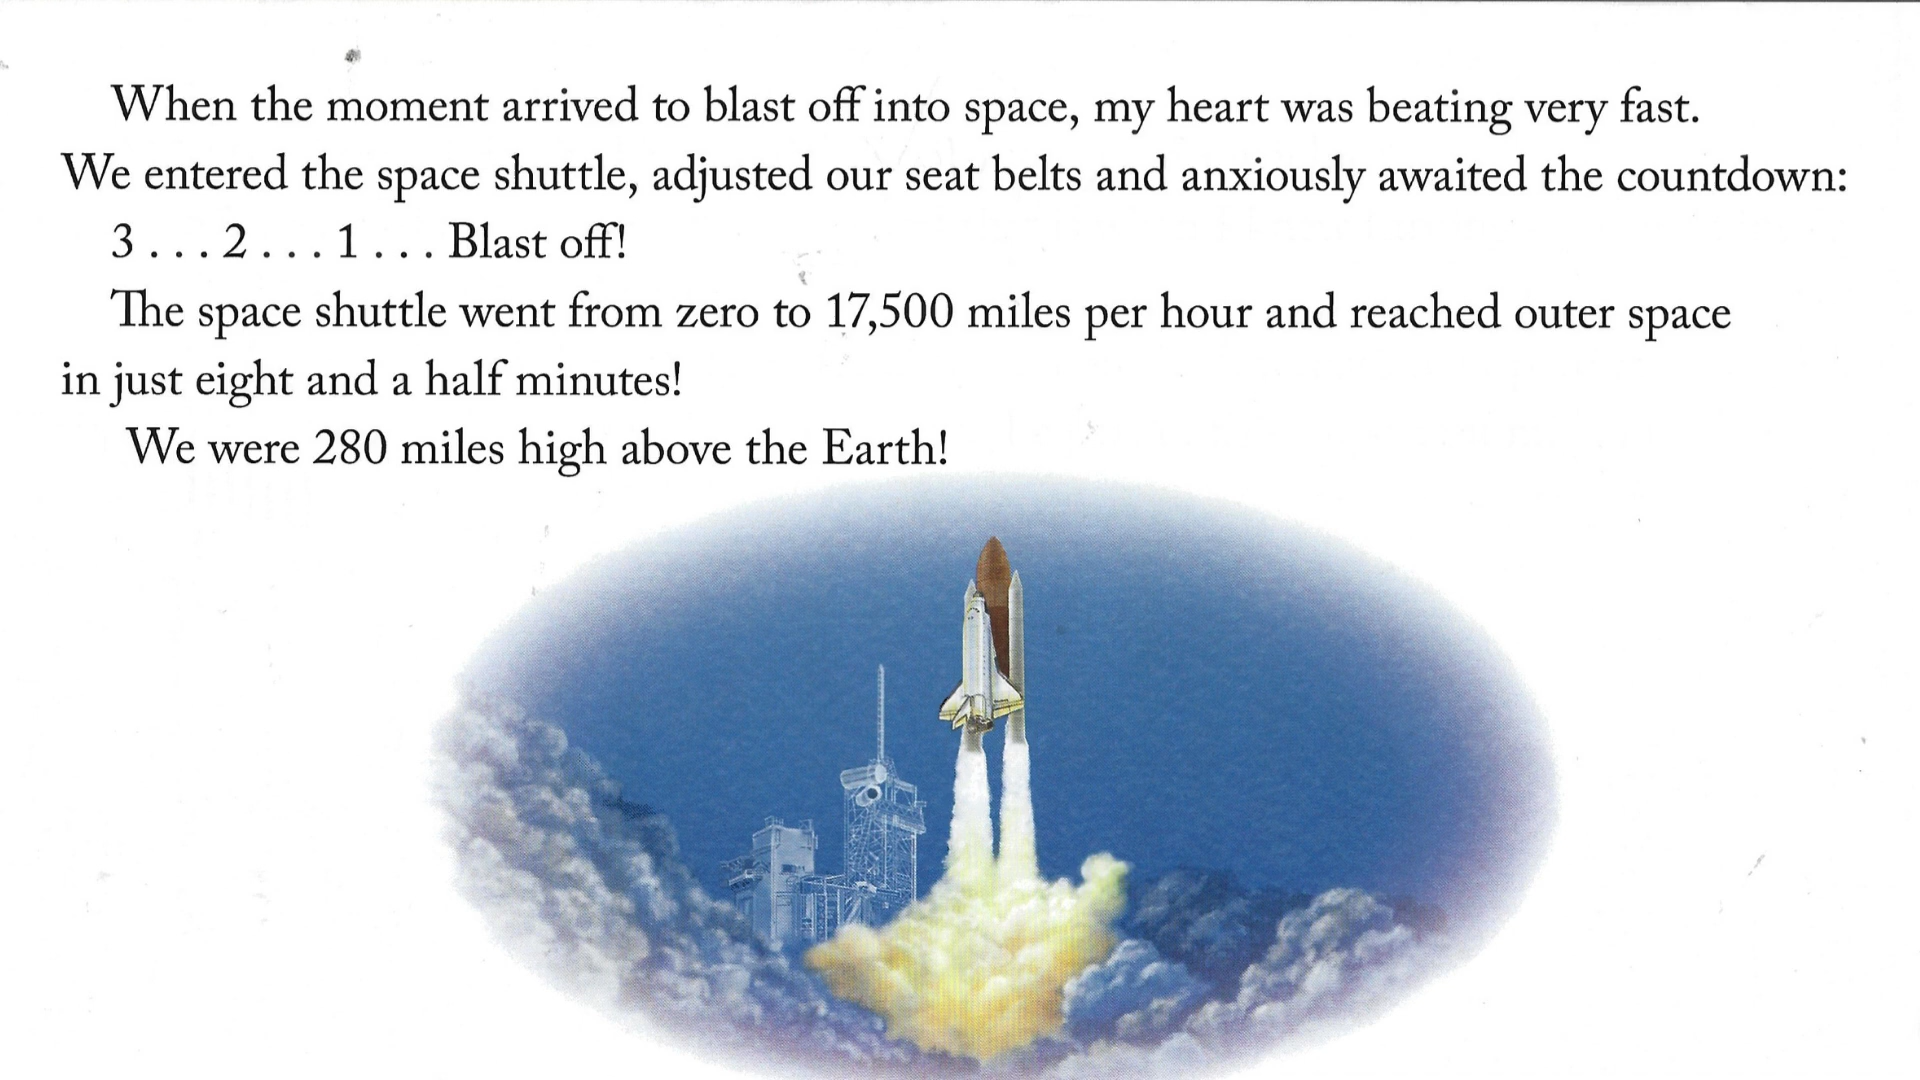 When the moment arrived to blast off into space, my heart was beating very fast.
We entered the space shuttle, adjusted our seat belts and anxiously awaited the countdown:
3 . . . 2 . . . 1 . . . Blast off!
The space shuttle went from zero to 17,500 miles per hour and reached outer space
in just eight and a half minutes!
We were 280 miles high above the Earth!